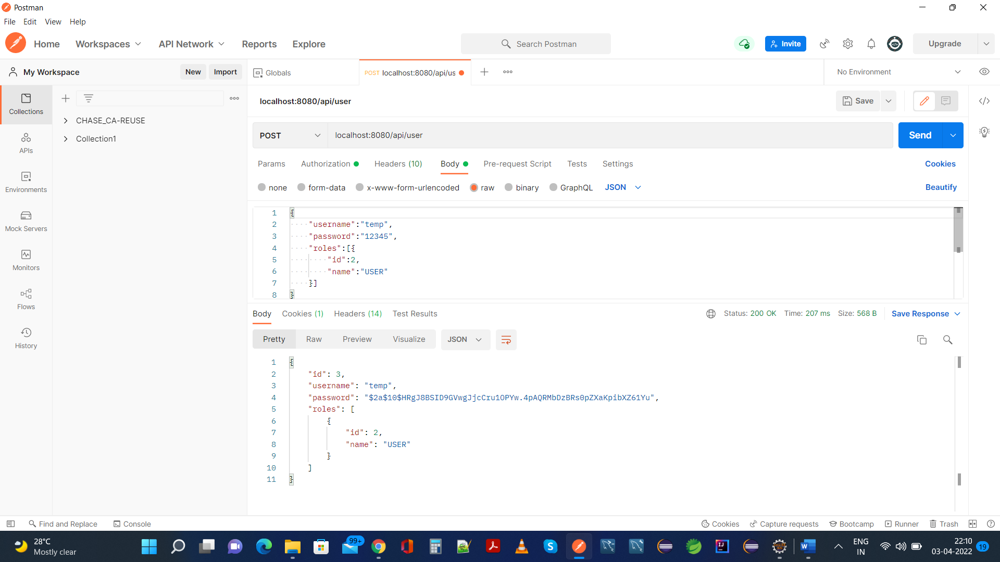 Postman
File Edit View Help
Home Workspaces API Network Reports Explore Search Postman Invite Upgrade
My Workspace New Import Globals POST localhost:8080/api/us No Environment
Collections
APIs
Environments
Mock Servers
Monitors
Flows
History
CHASE_CA-REUSE
Collection1
localhost:8080/api/user Save
POST localhost:8080/api/user Send
Params Authorization Headers (10) Body Pre-request Script Tests Settings Cookies
none form-data x-www-form-urlencoded raw binary GraphQL JSON Beautify
1 {
2 "username":"temp",
3 "password":"12345",
4 "roles":[{
5 "id":2,
6 "name":"USER"
7 }]
8 }
Body Cookies (1) Headers (14) Test Results Status: 200 OK Time: 207 ms Size: 568 B Save Response
Pretty Raw Preview Visualize JSON
1 {
2 "id": 3,
3 "username": "temp",
4 "password": "$2a$10$HRgJ8BSID9GVwgJjcCru1OPYw.4pAQRMbDzBRs0pZXaKpibXZ61Yu",
5 "roles": [
6 {
7 "id": 2,
8 "name": "USER"
9 }
10 ]
11 }
Find and Replace Console Cookies Capture requests Bootcamp Runner Trash
28°C
Mostly clear
99+
ENG
IN
22:10
03-04-2022
19